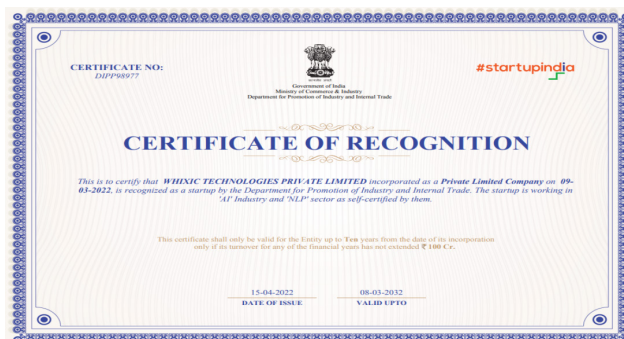 CERTIFICATE NO:
DIPP98977
#startupindia
Government of India
Ministry of Commerce & Industry
Department for Promotion of Industry and Internal Trade
CERTIFICATE OF RECOGNITION
This is to certify that WHIXIC TECHNOLOGIES PRIVATE LIMITED incorporated as a Private Limited Company on 09-
03-2022, is recognized as a startup by the Department for Promotion of Industry and Internal Trade. The startup is working in
'AI' Industry and 'NLP' sector as self-certified by them.
This certificate shall only be valid for the Entity up to Ten years from the date of its incorporation
only if its turnover for any of the financial years has not extended ₹ 100 Cr.
15-04-2022 08-03-2032
DATE OF ISSUE VALID UPTO